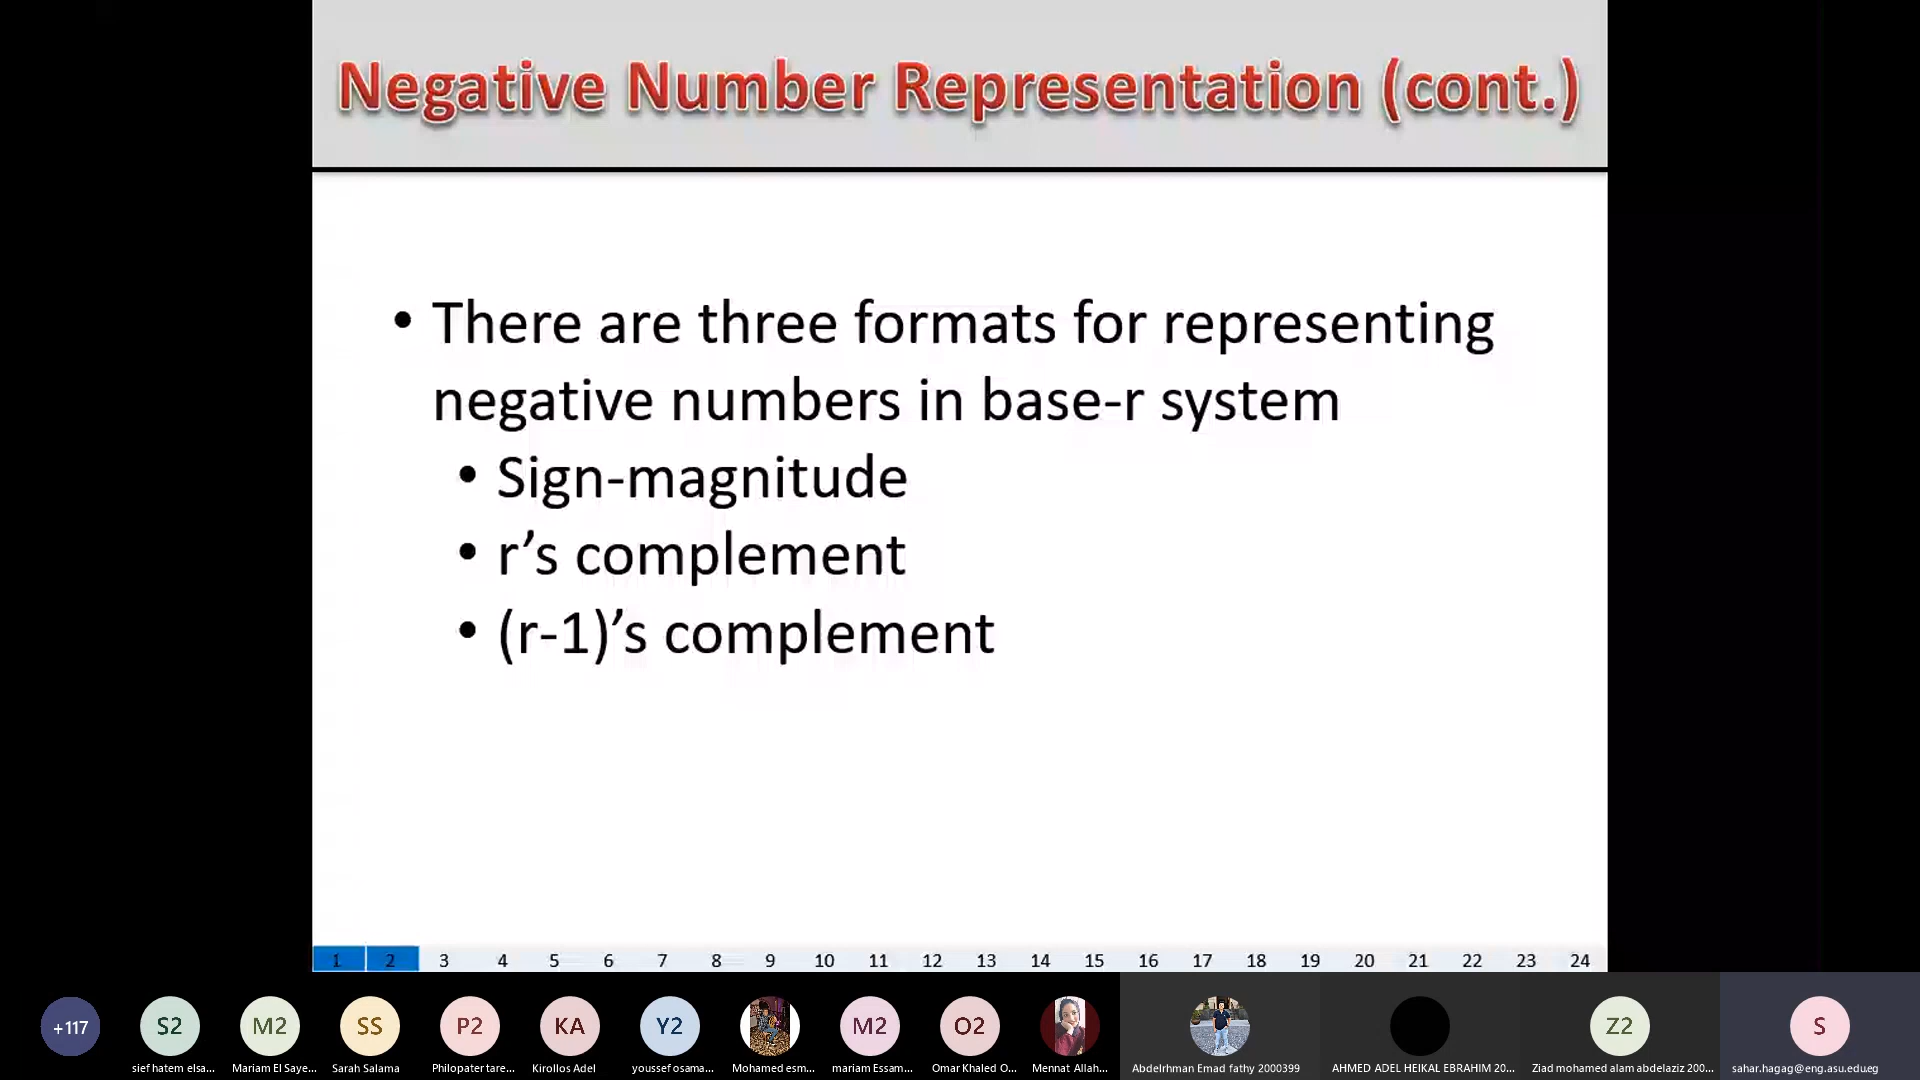 Negative Number Representation (cont.)
• There are three formats for representing
negative numbers in base-r system
• Sign-magnitude
• r’s complement
• (r-1)’s complement
1 2 3 4 5 6 7 8 9 10 11 12 13 14 15 16 17 18 19 20 21 22 23 24
+117 S2 M2 SS P2 KA Y2 M2 O2 Z2 S
sief hatem elsa... Mariam El Saye... Sarah Salama Philopater tare... Kirollos Adel youssef osama... Mohamed esm... mariam Essam... Omar Khaled O... Mennat Allah... Abdelrhman Emad fathy 2000399 AHMED ADEL HEIKAL EBRAHIM 20... Ziad mohamed alam abdelaziz 200... sahar.hagag@eng.asu.edu.eg